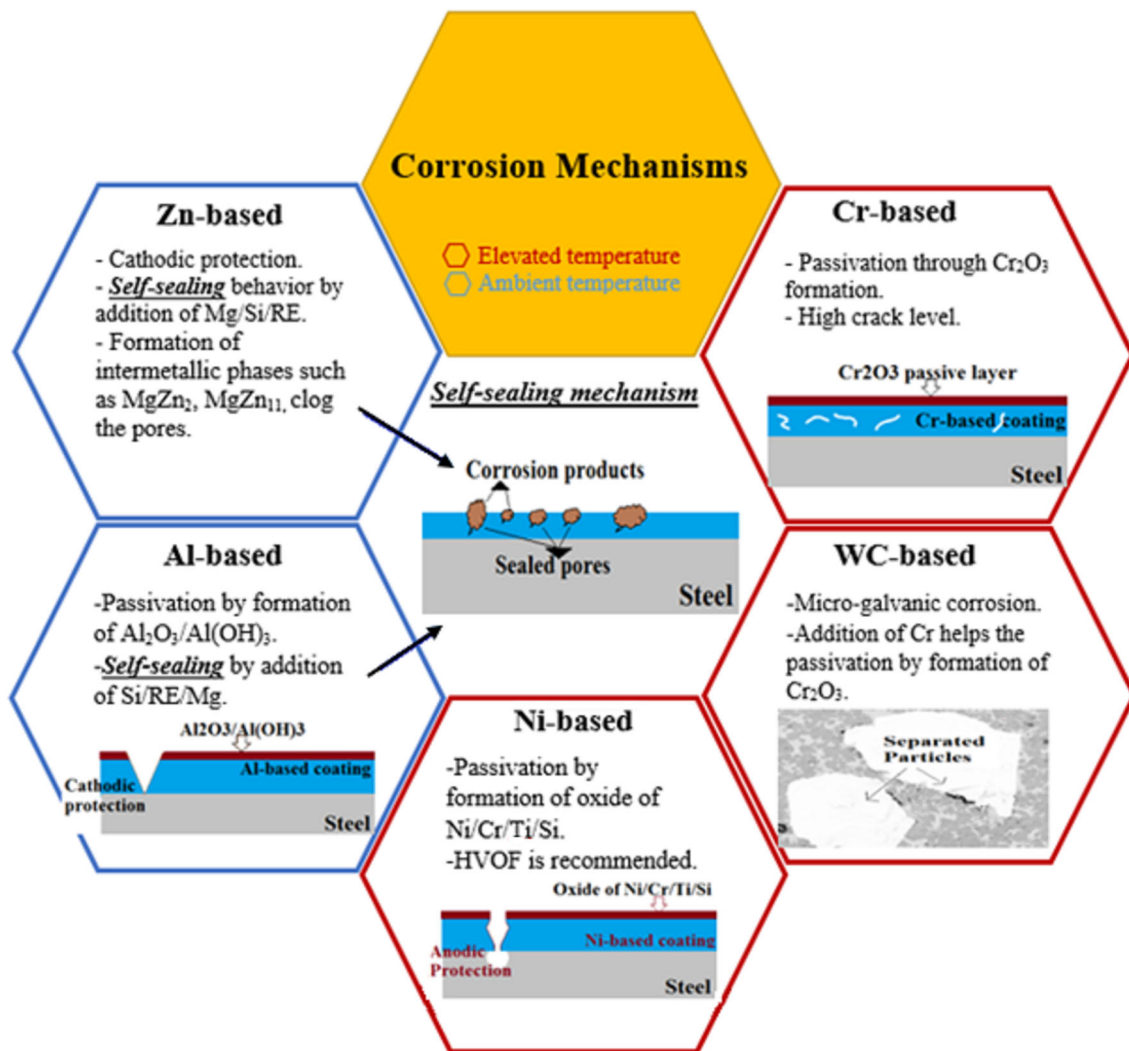 Corrosion Mechanisms
Elevated temperature
Ambient temperature
Zn-based
- Cathodic protection.
- Self-sealing behavior by
addition of Mg/Si/RE.
- Formation of
intermetallic phases such
as MgZn₂, MgZn₁₁, clog
the pores.
Cr-based
- Passivation through Cr₂O₃
formation.
- High crack level.
Cr2O3 passive layer
Cr-based coating
Steel
Self-sealing mechanism
Corrosion products
Sealed pores
Steel
Al-based
-Passivation by formation
of Al₂O₃/Al(OH)₃.
-Self-sealing by addition
of Si/RE/Mg.
Al2O3/Al(OH)3
Al-based coating
Cathodic
protection
Steel
WC-based
-Micro-galvanic corrosion.
-Addition of Cr helps the
passivation by formation of
Cr₂O₃.
Separated
Particles
Ni-based
-Passivation by
formation of oxide of
Ni/Cr/Ti/Si.
-HVOF is recommended.
Oxide of Ni/Cr/Ti/Si
Ni-based coating
Anodic
Protection
Steel